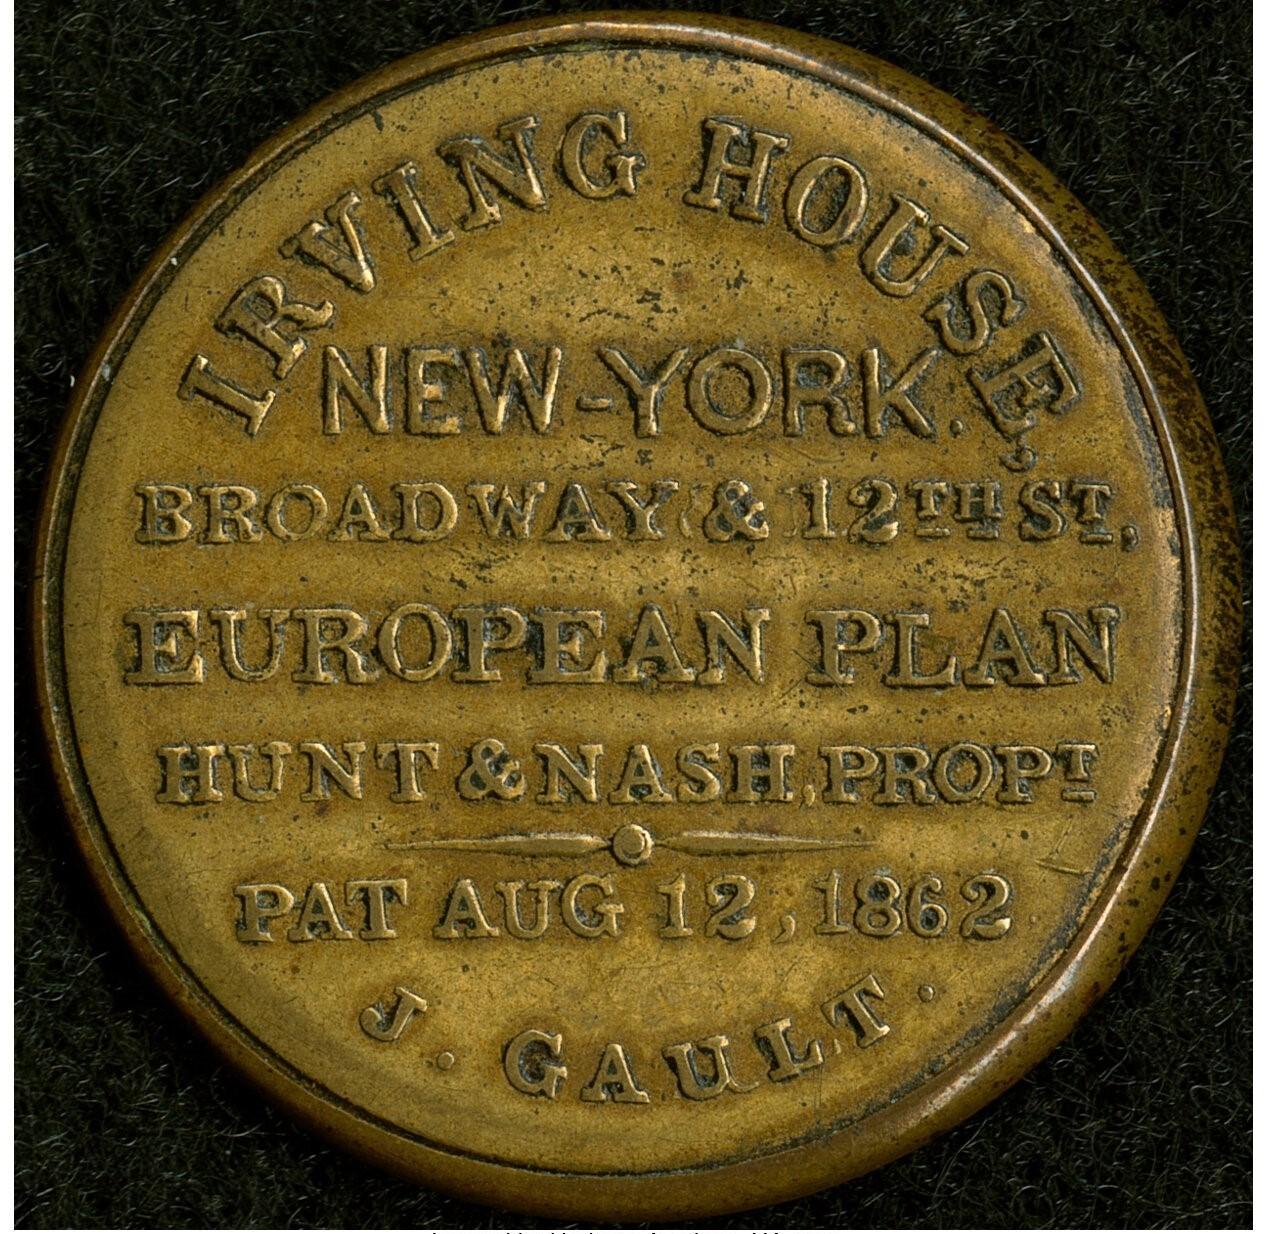 IRVING HOUSE,
NEW-YORK.
BROADWAY & 12TH ST,
EUROPEAN PLAN
HUNT & NASH, PROPT
PAT AUG 12, 1862.
J. GAULT.